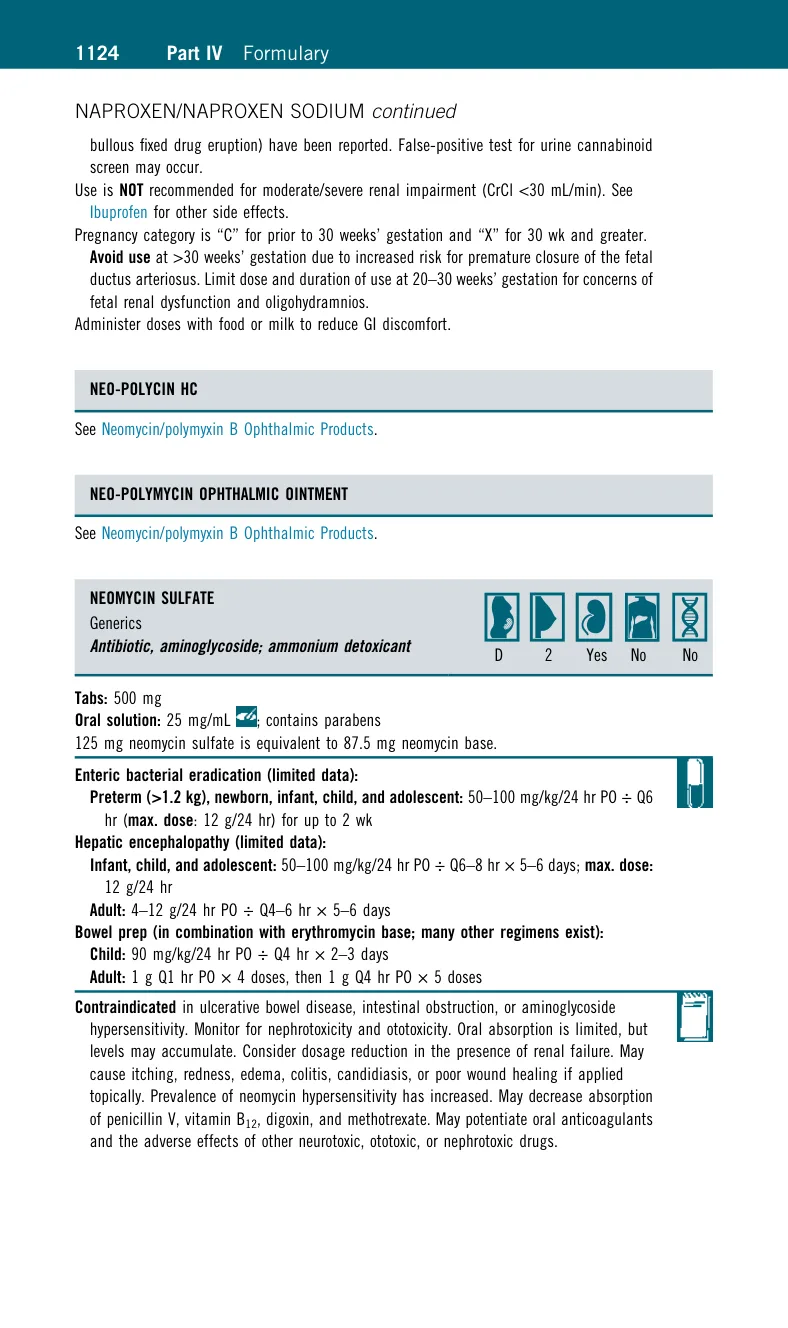 1124 Part IV Formulary
NAPROXEN/NAPROXEN SODIUM continued
bullous fixed drug eruption) have been reported. False-positive test for urine cannabinoid
screen may occur.
Use is NOT recommended for moderate/severe renal impairment (CrCl <30 mL/min). See
Ibuprofen for other side effects.
Pregnancy category is “C” for prior to 30 weeks’ gestation and “X” for 30 wk and greater.
Avoid use at >30 weeks’ gestation due to increased risk for premature closure of the fetal
ductus arteriosus. Limit dose and duration of use at 20–30 weeks’ gestation for concerns of
fetal renal dysfunction and oligohydramnios.
Administer doses with food or milk to reduce GI discomfort.
NEO-POLYCIN HC
See Neomycin/polymyxin B Ophthalmic Products.
NEO-POLYMYCIN OPHTHALMIC OINTMENT
See Neomycin/polymyxin B Ophthalmic Products.
NEOMYCIN SULFATE
Generics
Antibiotic, aminoglycoside; ammonium detoxicant
D 2 Yes No No
Tabs: 500 mg
Oral solution: 25 mg/mL ; contains parabens
125 mg neomycin sulfate is equivalent to 87.5 mg neomycin base.
Enteric bacterial eradication (limited data):
Preterm (>1.2 kg), newborn, infant, child, and adolescent: 50–100 mg/kg/24 hr PO ÷ Q6
hr (max. dose: 12 g/24 hr) for up to 2 wk
Hepatic encephalopathy (limited data):
Infant, child, and adolescent: 50–100 mg/kg/24 hr PO ÷ Q6–8 hr × 5–6 days; max. dose:
12 g/24 hr
Adult: 4–12 g/24 hr PO ÷ Q4–6 hr × 5–6 days
Bowel prep (in combination with erythromycin base; many other regimens exist):
Child: 90 mg/kg/24 hr PO ÷ Q4 hr × 2–3 days
Adult: 1 g Q1 hr PO × 4 doses, then 1 g Q4 hr PO × 5 doses
Contraindicated in ulcerative bowel disease, intestinal obstruction, or aminoglycoside
hypersensitivity. Monitor for nephrotoxicity and ototoxicity. Oral absorption is limited, but
levels may accumulate. Consider dosage reduction in the presence of renal failure. May
cause itching, redness, edema, colitis, candidiasis, or poor wound healing if applied
topically. Prevalence of neomycin hypersensitivity has increased. May decrease absorption
of penicillin V, vitamin B12, digoxin, and methotrexate. May potentiate oral anticoagulants
and the adverse effects of other neurotoxic, ototoxic, or nephrotoxic drugs.